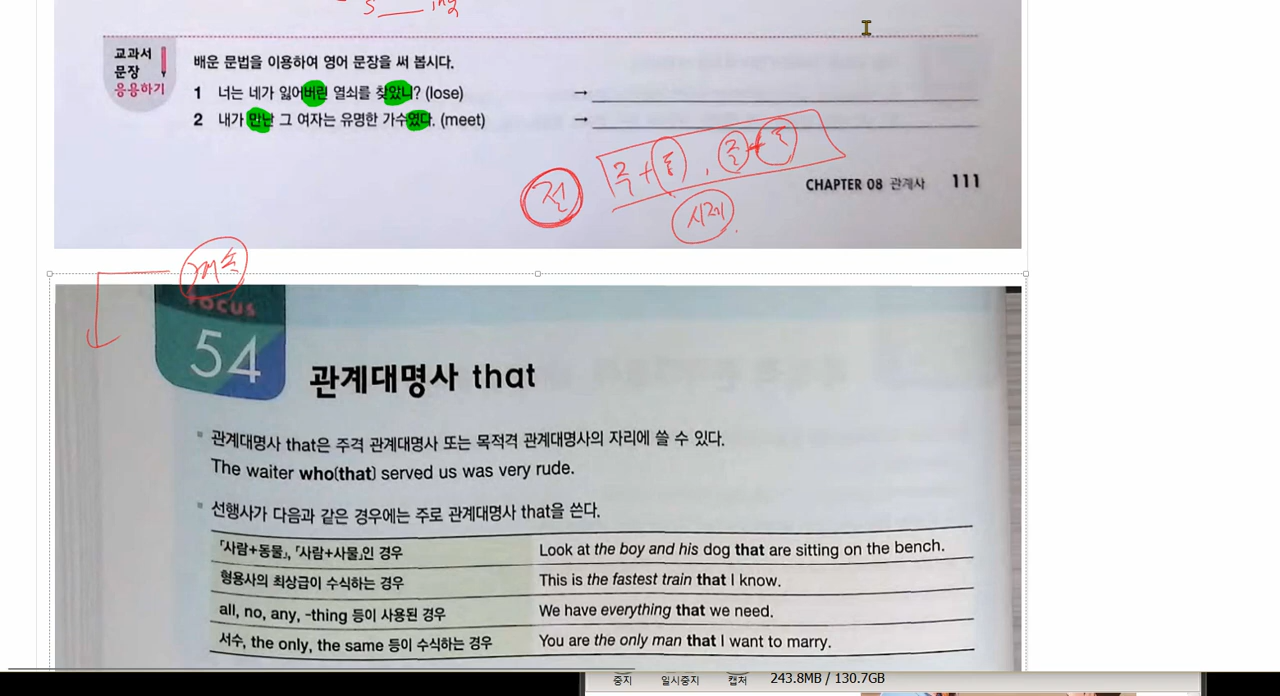 s ___ ing
교과서
문장
응용하기
배운 문법을 이용하여 영어 문장을 써 봅시다.
1 너는 네가 잃어버린 열쇠를 찾았니? (lose) →
2 내가 만난 그 여자는 유명한 가수였다. (meet) →
전 주+동, 주+동
시제
CHAPTER 08 관계사 111
계속
FOCUS
54
관계대명사 that
관계대명사 that은 주격 관계대명사 또는 목적격 관계대명사의 자리에 쓸 수 있다.
The waiter who(that) served us was very rude.
선행사가 다음과 같은 경우에는 주로 관계대명사 that을 쓴다.
「사람+동물」, 「사람+사물」인 경우 Look at the boy and his dog that are sitting on the bench.
형용사의 최상급이 수식하는 경우 This is the fastest train that I know.
all, no, any, -thing 등이 사용된 경우 We have everything that we need.
서수, the only, the same 등이 수식하는 경우 You are the only man that I want to marry.
중지 일시중지 캡처 243.8MB / 130.7GB